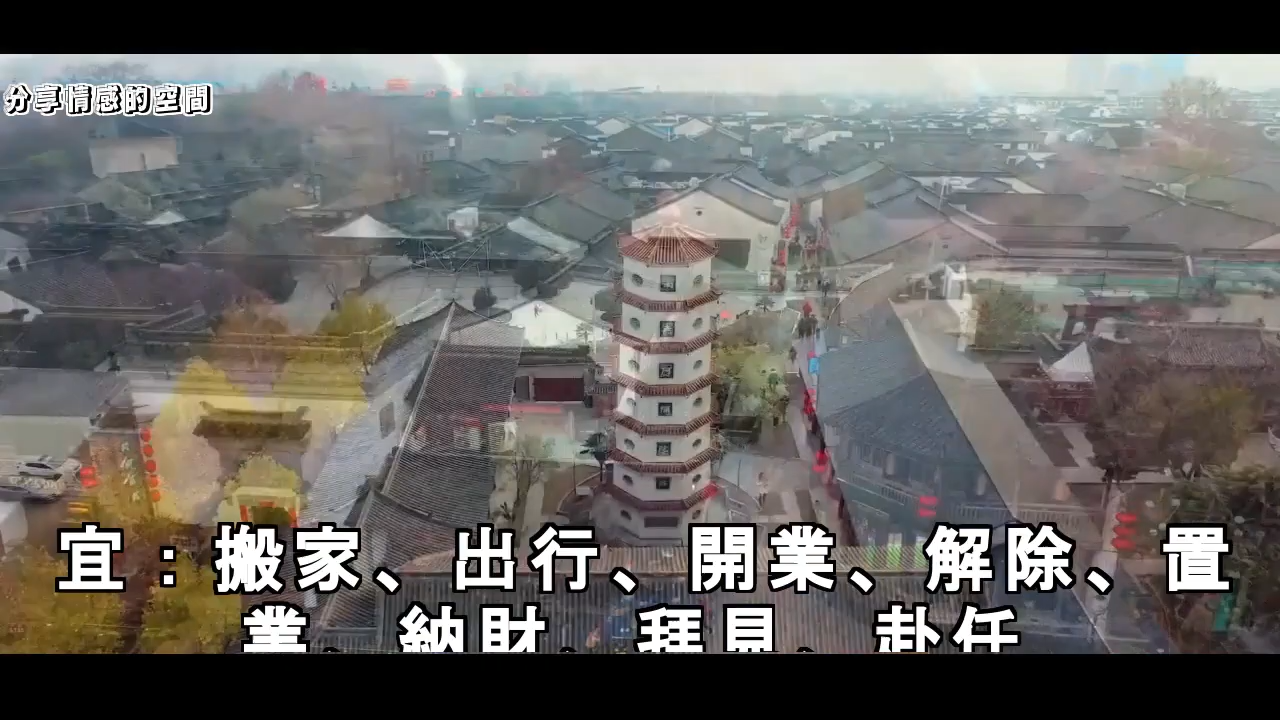 分享情感的空間
宜：搬家、出行、開業、解除、置
業、納財、拜見、赴任